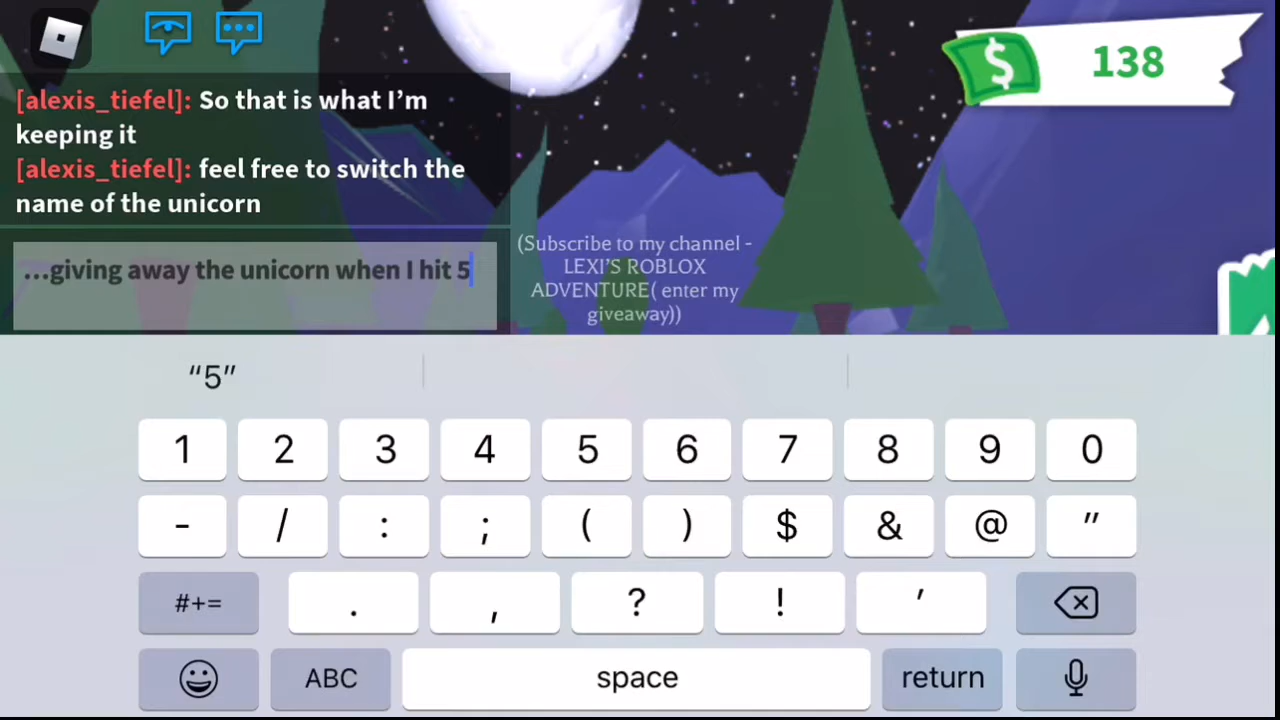 [alexis_tiefel]: So that is what I’m
keeping it
[alexis_tiefel]: feel free to switch the
name of the unicorn
...giving away the unicorn when I hit 5
(Subscribe to my channel -
LEXI’S ROBLOX
ADVENTURE( enter my
giveaway))
$ 138
“5”
1 2 3 4 5 6 7 8 9 0
- / : ; ( ) $ & @ ”
#+= . , ? ! ’
ABC space return